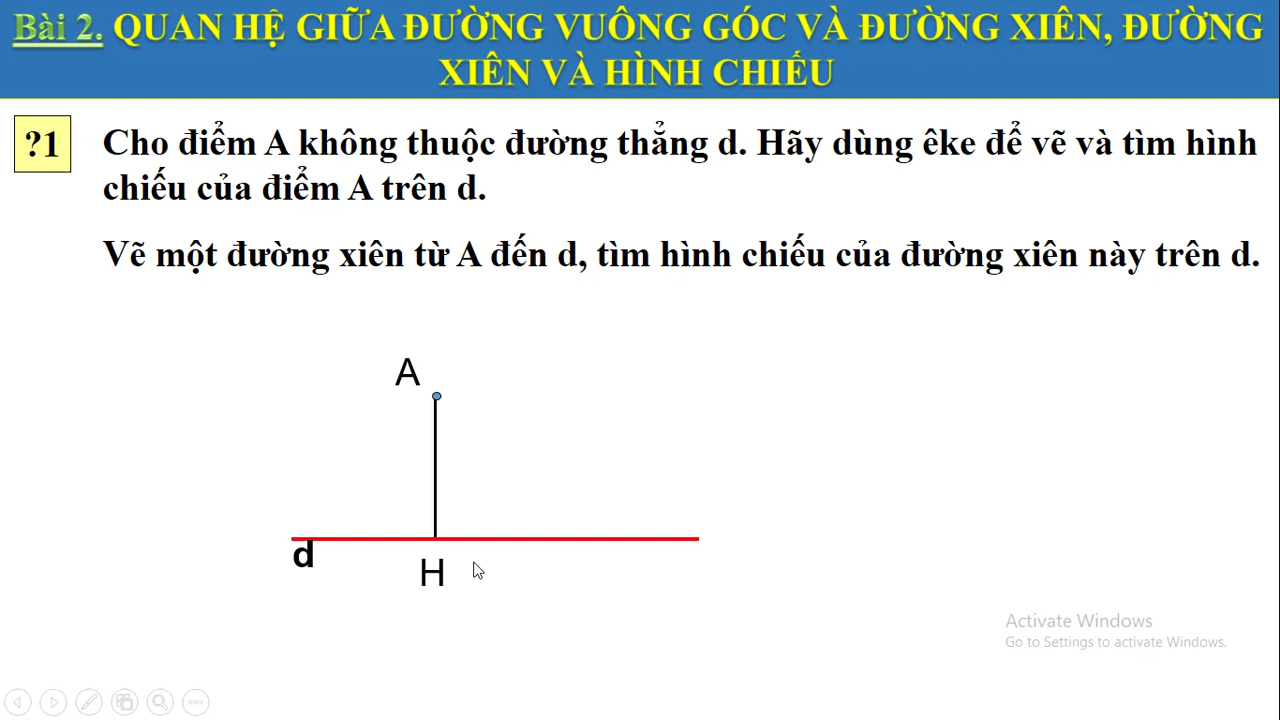 Bài 2. QUAN HỆ GIỮA ĐƯỜNG VUÔNG GÓC VÀ ĐƯỜNG XIÊN, ĐƯỜNG
XIÊN VÀ HÌNH CHIẾU
?1 Cho điểm A không thuộc đường thẳng d. Hãy dùng êke để vẽ và tìm hình
chiếu của điểm A trên d.
Vẽ một đường xiên từ A đến d, tìm hình chiếu của đường xiên này trên d.
A
d
H
Activate Windows
Go to Settings to activate Windows.